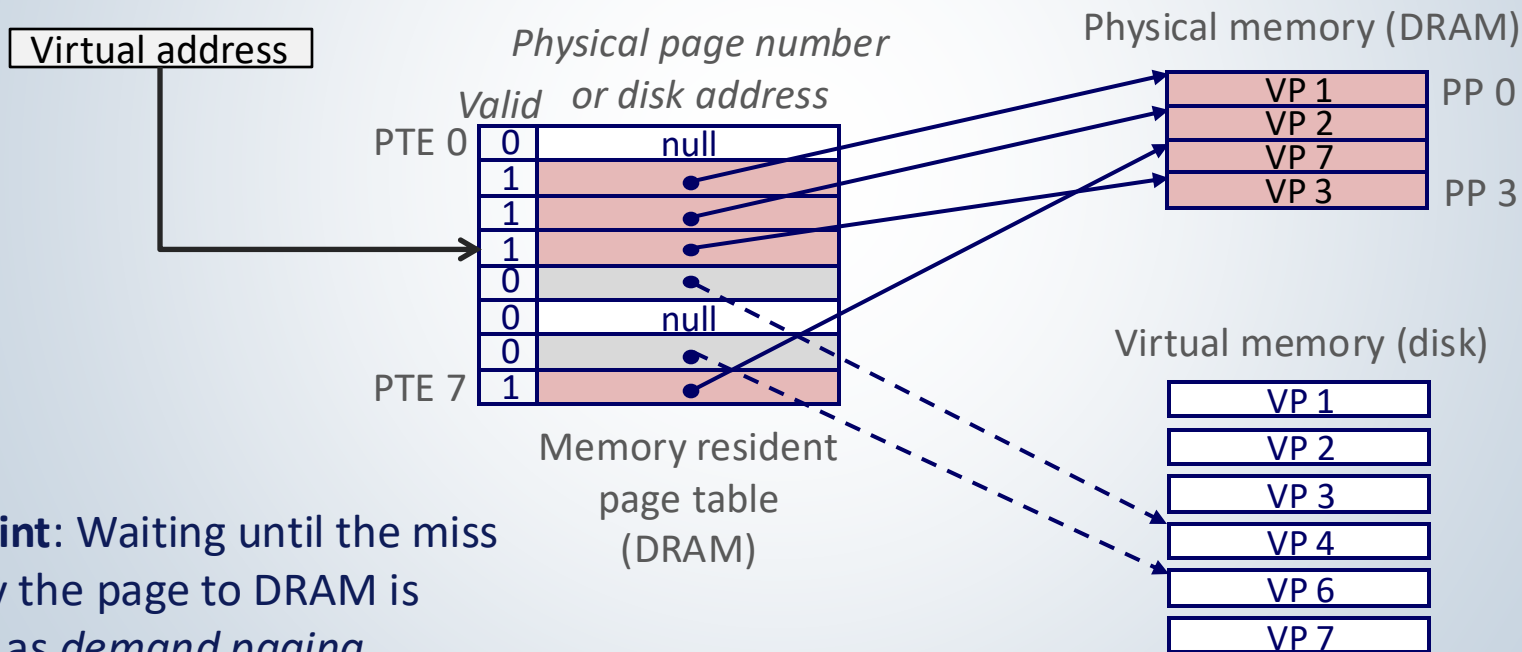 Virtual address
Physical page number
or disk address
Valid
PTE 0
0
null
1
1
1
0
0
null
0
PTE 7
1
Memory resident
page table
(DRAM)
Physical memory (DRAM)
VP 1
PP 0
VP 2
VP 7
VP 3
PP 3
Virtual memory (disk)
VP 1
VP 2
VP 3
VP 4
VP 6
VP 7
int: Waiting until the miss
y the page to DRAM is
as demand paging